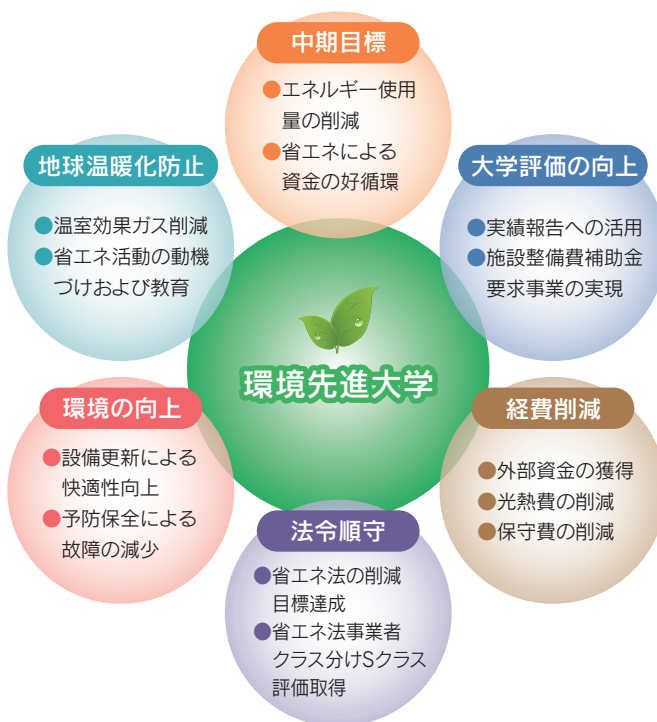 中期目標
●エネルギー使用
量の削減
●省エネによる
資金の好循環
地球温暖化防止
●温室効果ガス削減
●省エネ活動の動機
づけおよび教育
大学評価の向上
●実績報告への活用
●施設整備費補助金
要求事業の実現
環境先進大学
環境の向上
●設備更新による
快適性向上
●予防保全による
故障の減少
経費削減
●外部資金の獲得
●光熱費の削減
●保守費の削減
法令順守
●省エネ法の削減
目標達成
●省エネ法事業者
クラス分けSクラス
評価取得